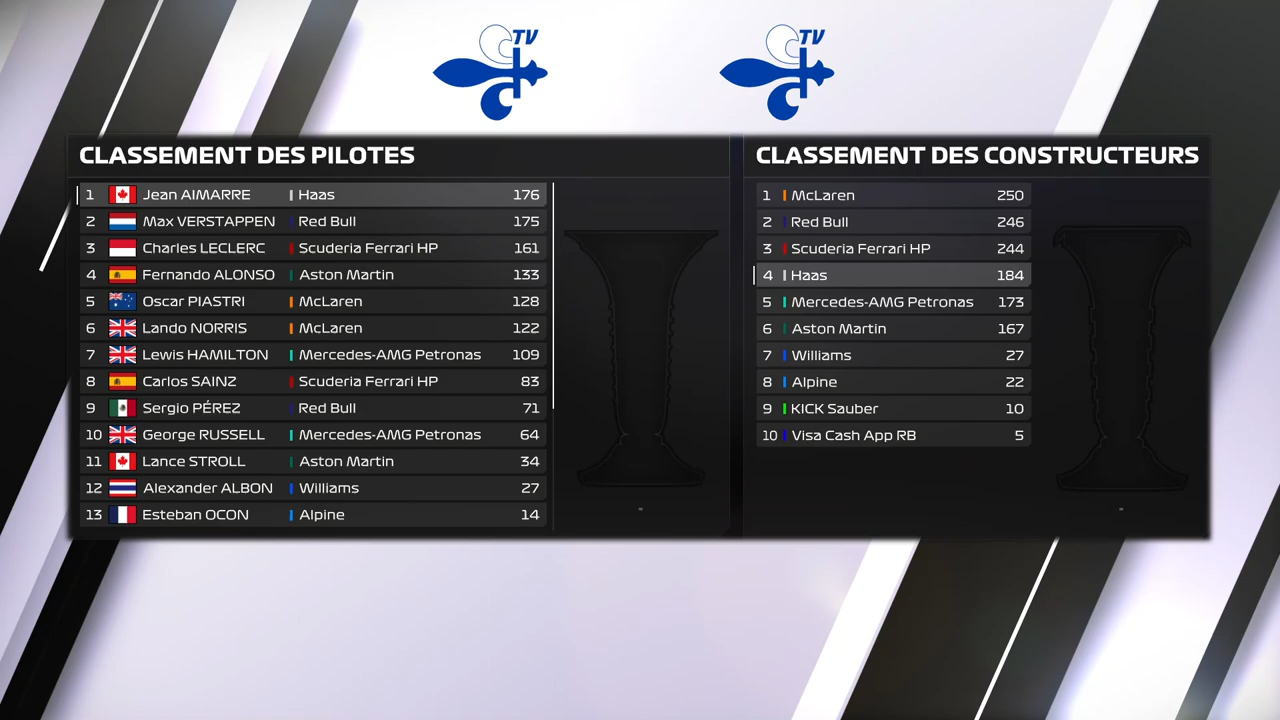 TV
TV
CLASSEMENT DES PILOTES
1 Jean AIMARRE Haas 176
2 Max VERSTAPPEN Red Bull 175
3 Charles LECLERC Scuderia Ferrari HP 161
4 Fernando ALONSO Aston Martin 133
5 Oscar PIASTRI McLaren 128
6 Lando NORRIS McLaren 122
7 Lewis HAMILTON Mercedes-AMG Petronas 109
8 Carlos SAINZ Scuderia Ferrari HP 83
9 Sergio PÉREZ Red Bull 71
10 George RUSSELL Mercedes-AMG Petronas 64
11 Lance STROLL Aston Martin 34
12 Alexander ALBON Williams 27
13 Esteban OCON Alpine 14
CLASSEMENT DES CONSTRUCTEURS
1 McLaren 250
2 Red Bull 246
3 Scuderia Ferrari HP 244
4 Haas 184
5 Mercedes-AMG Petronas 173
6 Aston Martin 167
7 Williams 27
8 Alpine 22
9 KICK Sauber 10
10 Visa Cash App RB 5